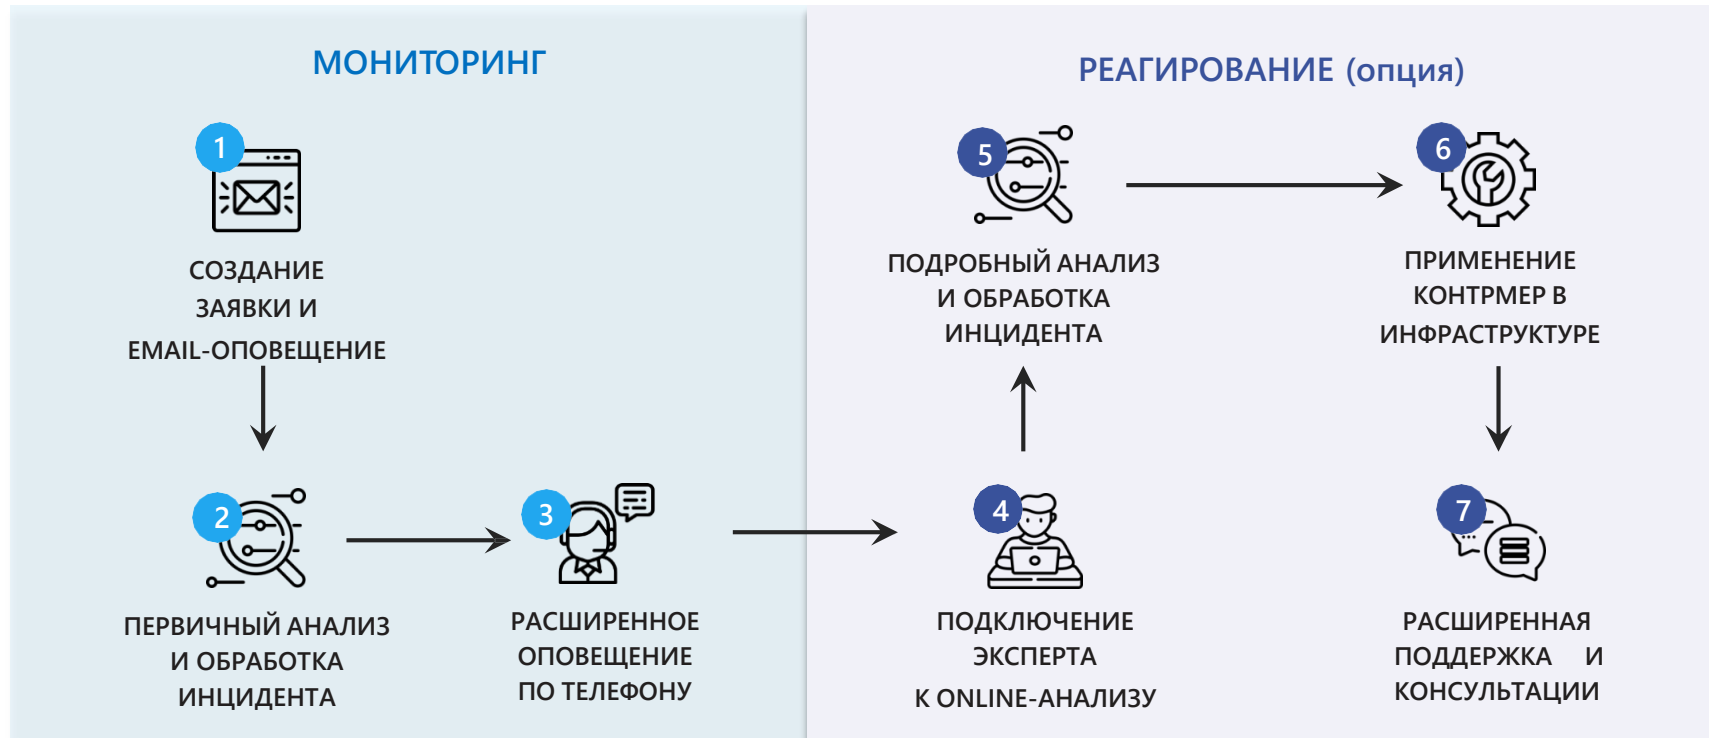 МОНИТОРИНГ
1
СОЗДАНИЕ
ЗАЯВКИ И
EMAIL-ОПОВЕЩЕНИЕ
2
ПЕРВИЧНЫЙ АНАЛИЗ
И ОБРАБОТКА
ИНЦИДЕНТА
3
РАСШИРЕННОЕ
ОПОВЕЩЕНИЕ
ПО ТЕЛЕФОНУ
РЕАГИРОВАНИЕ (опция)
4
ПОДКЛЮЧЕНИЕ
ЭКСПЕРТА
К ONLINE-АНАЛИЗУ
5
ПОДРОБНЫЙ АНАЛИЗ
И ОБРАБОТКА
ИНЦИДЕНТА
6
ПРИМЕНЕНИЕ
КОНТРМЕР В
ИНФРАСТРУКТУРЕ
7
РАСШИРЕННАЯ
ПОДДЕРЖКА И
КОНСУЛЬТАЦИИ